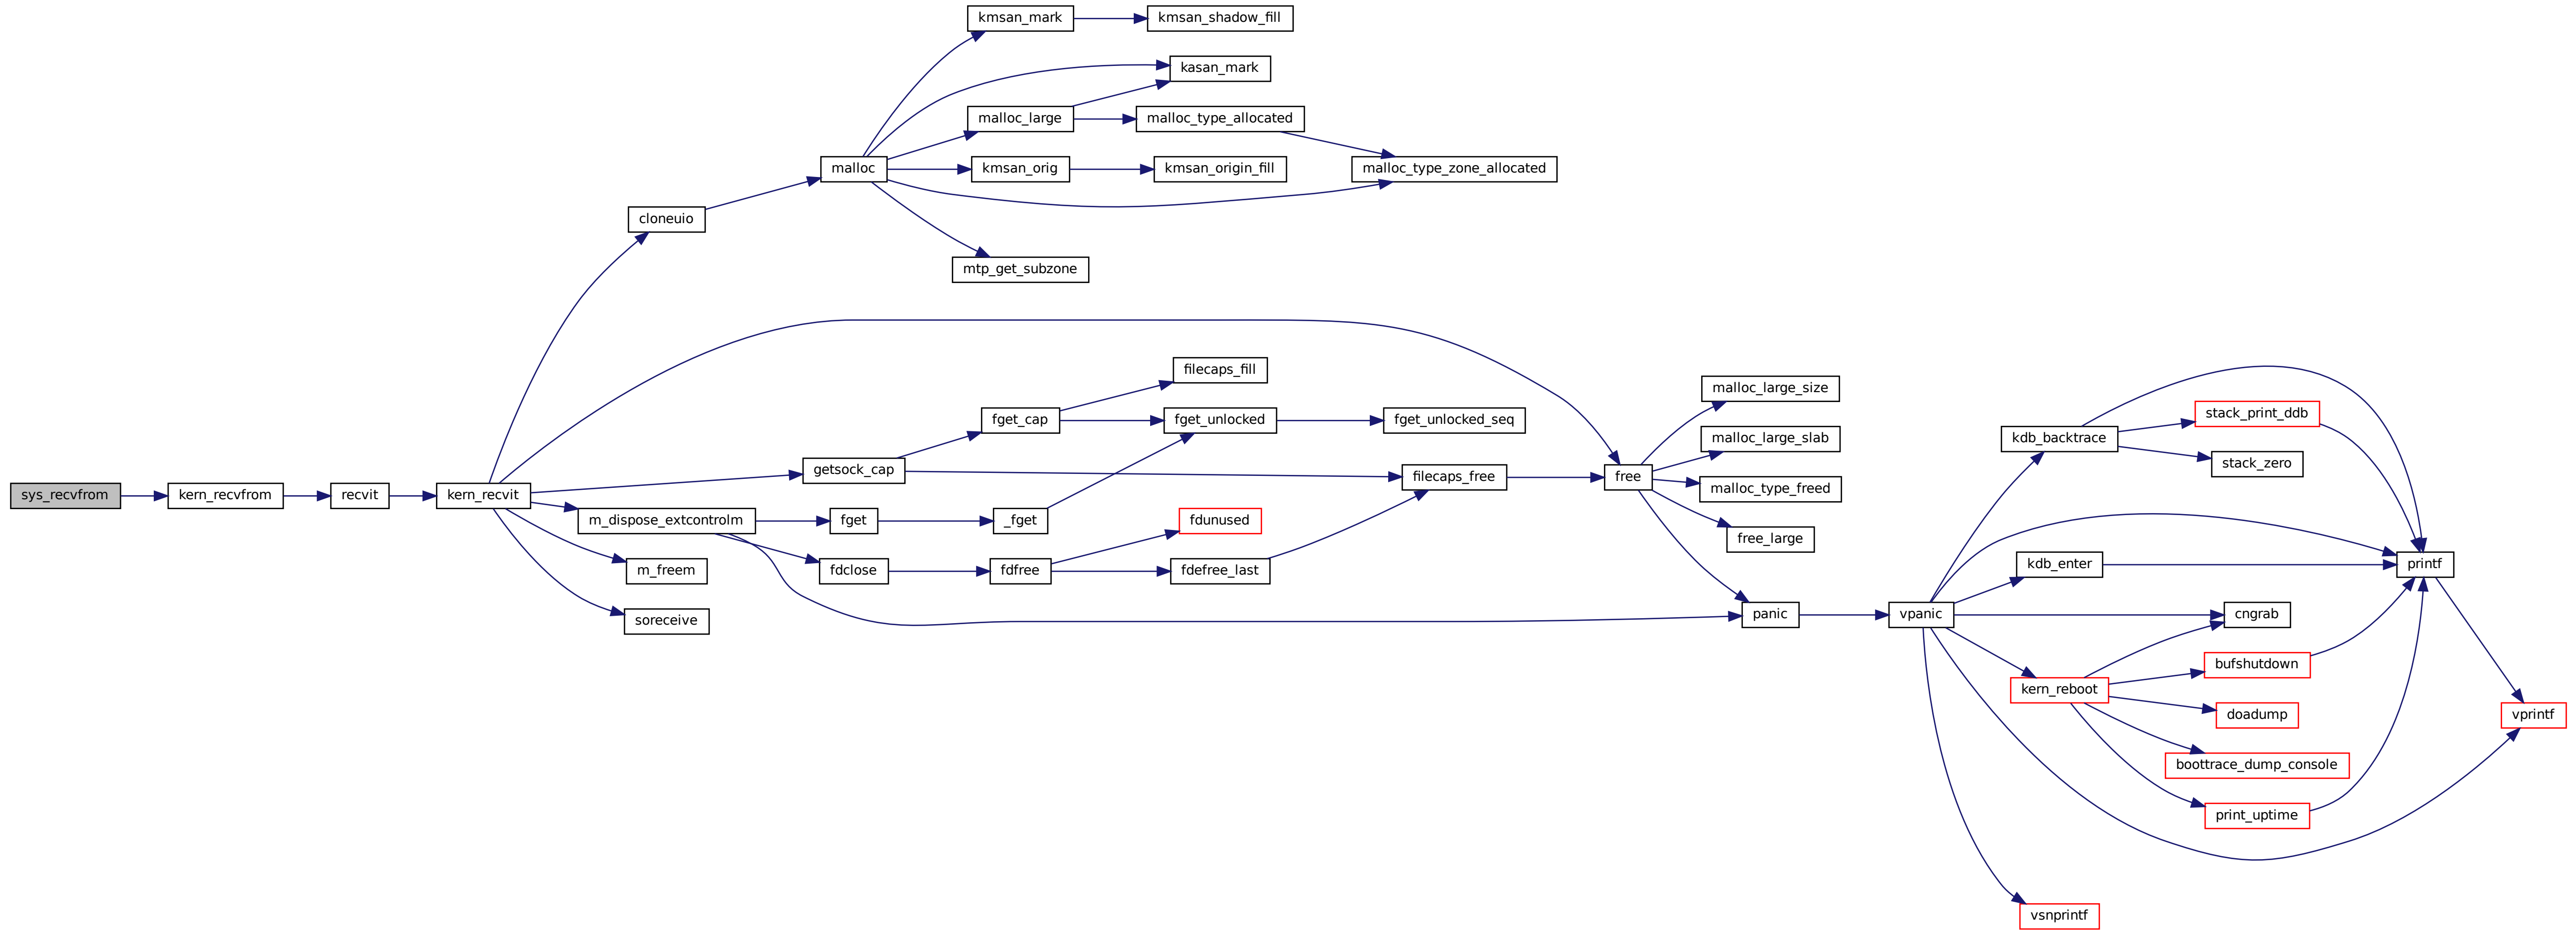 sys_recvfrom
kern_recvfrom
recvit
kern_recvit
cloneuio
malloc
kmsan_mark
kmsan_shadow_fill
kasan_mark
malloc_large
malloc_type_allocated
kmsan_orig
kmsan_origin_fill
malloc_type_zone_allocated
mtp_get_subzone
filecaps_fill
fget_cap
fget_unlocked
fget_unlocked_seq
getsock_cap
filecaps_free
m_dispose_extcontrolm
fget
_fget
fdunused
fdclose
fdfree
fdefree_last
m_freem
soreceive
free
malloc_large_size
malloc_large_slab
malloc_type_freed
free_large
panic
vpanic
kdb_backtrace
stack_print_ddb
stack_zero
kdb_enter
printf
cngrab
kern_reboot
bufshutdown
doadump
boottrace_dump_console
print_uptime
vprintf
vsnprintf